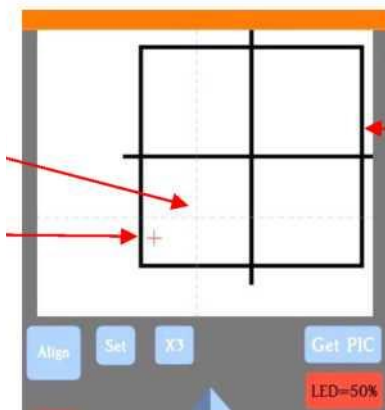 Align
Set
X3
Get PIC
LED=50%